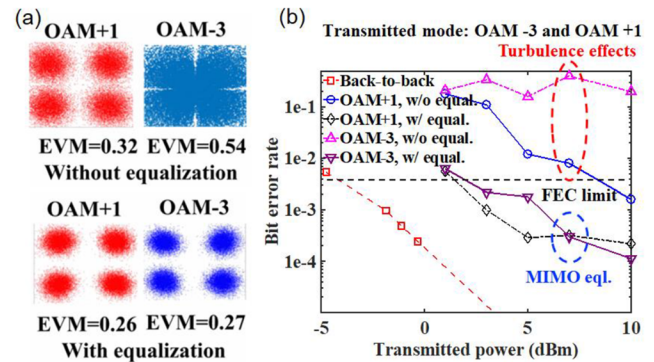 (a)
OAM+1 OAM-3
EVM=0.32 EVM=0.54
Without equalization
OAM+1 OAM-3
EVM=0.26 EVM=0.27
With equalization
(b)
Transmitted mode: OAM -3 and OAM +1
Turbulence effects
Back-to-back
OAM+1, w/o equal.
OAM+1, w/ equal.
OAM-3, w/o equal.
OAM-3, w/ equal.
FEC limit
MIMO eql.
Bit error rate
1e-1
1e-2
1e-3
1e-4
-5 0 5 10
Transmitted power (dBm)